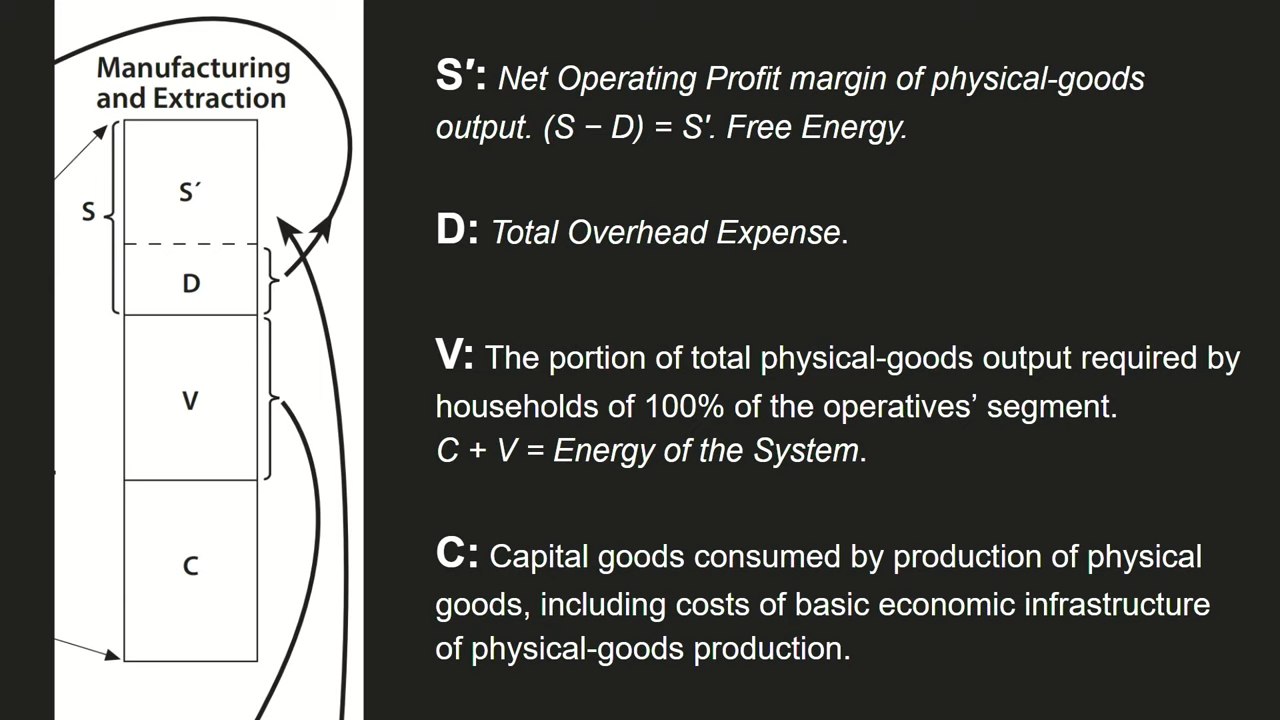 Manufacturing
and Extraction
S
S´
D
V
C
S′: Net Operating Profit margin of physical-goods
output. (S − D) = S′. Free Energy.
D: Total Overhead Expense.
V: The portion of total physical-goods output required by
households of 100% of the operatives’ segment.
C + V = Energy of the System.
C: Capital goods consumed by production of physical
goods, including costs of basic economic infrastructure
of physical-goods production.